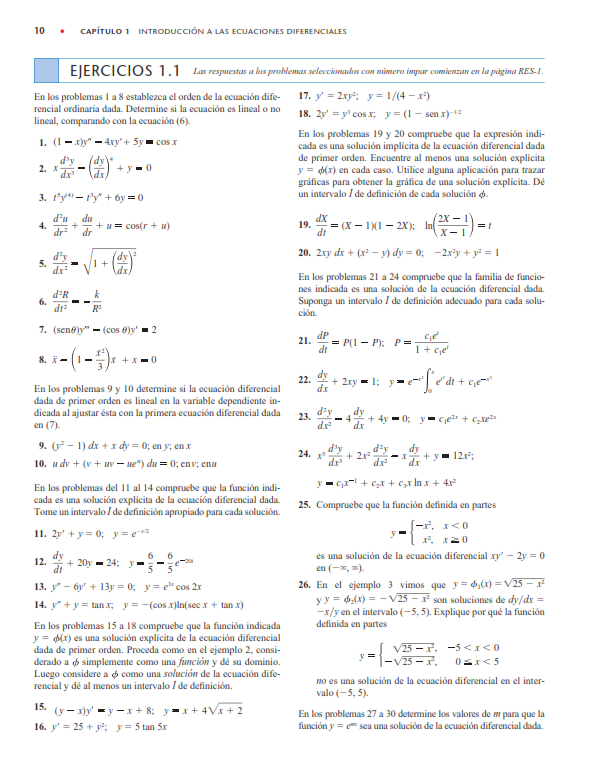 10 • CAPÍTULO 1 INTRODUCCIÓN A LAS ECUACIONES DIFERENCIALES
EJERCICIOS 1.1 Las respuestas a los problemas seleccionados con número impar comienzan en la página RES-1.
En los problemas 1 a 8 establezca el orden de la ecuación dife-
rencial ordinaria dada. Determine si la ecuación es lineal o no
lineal, comparando con la ecuación (6).
1. (1 − x)y″ − 4xy′ + 5y = cos x
2. x d³y/dx³ − (dy/dx)⁴ + y = 0
3. t⁵y⁽⁴⁾ − t³y″ + 6y = 0
4. d²u/dr² + du/dr + u = cos(r + u)
5. d²y/dx² = √(1 + (dy/dx)²)
6. d²R/dt² = − k/R²
7. (senθ)y‴ − (cos θ)y′ = 2
8. ẍ − (1 − ẋ²/3)ẋ + x = 0
En los problemas 9 y 10 determine si la ecuación diferencial
dada de primer orden es lineal en la variable dependiente in-
dicada al ajustar ésta con la primera ecuación diferencial dada
en (7).
9. (y² − 1) dx + x dy = 0; en y; en x
10. u dv + (v + uv − ueᵛ) du = 0; en v; en u
En los problemas del 11 al 14 compruebe que la función indi-
cada es una solución explícita de la ecuación diferencial dada.
Tome un intervalo I de definición apropiado para cada solución.
11. 2y′ + y = 0; y = e^(−x/2)
12. dy/dt + 20y = 24; y = 6/5 − 6/5 e^(−20t)
13. y″ − 6y′ + 13y = 0; y = e^(3x) cos 2x
14. y″ + y = tan x; y = −(cos x)ln(sec x + tan x)
En los problemas 15 a 18 compruebe que la función indicada
y = ϕ(x) es una solución explícita de la ecuación diferencial
dada de primer orden. Proceda como en el ejemplo 2, consi-
derado a ϕ simplemente como una función y dé su dominio.
Luego considere a ϕ como una solución de la ecuación dife-
rencial y dé al menos un intervalo I de definición.
15. (y − x)y′ = y − x + 8; y = x + 4√(x + 2)
16. y′ = 25 + y²; y = 5 tan 5x
17. y′ = 2xy²; y = 1/(4 − x²)
18. 2y′ = y³ cos x; y = (1 − sen x)^(−1/2)
En los problemas 19 y 20 compruebe que la expresión indi-
cada es una solución implícita de la ecuación diferencial dada
de primer orden. Encuentre al menos una solución explícita
y = ϕ(x) en cada caso. Utilice alguna aplicación para trazar
gráficas para obtener la gráfica de una solución explícita. Dé
un intervalo I de definición de cada solución ϕ.
19. dX/dt = (X − 1)(1 − 2X); ln((2X − 1)/(X − 1)) = t
20. 2xy dx + (x² − y) dy = 0; −2x²y + y² = 1
En los problemas 21 a 24 compruebe que la familia de funcio-
nes indicada es una solución de la ecuación diferencial dada.
Suponga un intervalo I de definición adecuado para cada solu-
ción.
21. dP/dt = P(1 − P); P = c₁eᵗ/(1 + c₁eᵗ)
22. dy/dx + 2xy = 1; y = e^(−x²) ∫₀ˣ e^(t²) dt + c₁e^(−x²)
23. d²y/dx² − 4 dy/dx + 4y = 0; y = c₁e^(2x) + c₂xe^(2x)
24. x³ d³y/dx³ + 2x² d²y/dx² − x dy/dx + y = 12x²;
y = c₁x⁻¹ + c₂x + c₃x ln x + 4x²
25. Compruebe que la función definida en partes
y = { −x², x < 0
x², x ≥ 0
es una solución de la ecuación diferencial xy′ − 2y = 0
en (−∞, ∞).
26. En el ejemplo 3 vimos que y = ϕ₁(x) = √(25 − x²)
y y = ϕ₂(x) = −√(25 − x²) son soluciones de dy/dx =
−x/y en el intervalo (−5, 5). Explique por qué la función
definida en partes
y = { √(25 − x²), −5 < x < 0
−√(25 − x²), 0 ≤ x < 5
no es una solución de la ecuación diferencial en el inter-
valo (−5, 5).
En los problemas 27 a 30 determine los valores de m para que la
función y = e^(mx) sea una solución de la ecuación diferencial dada.